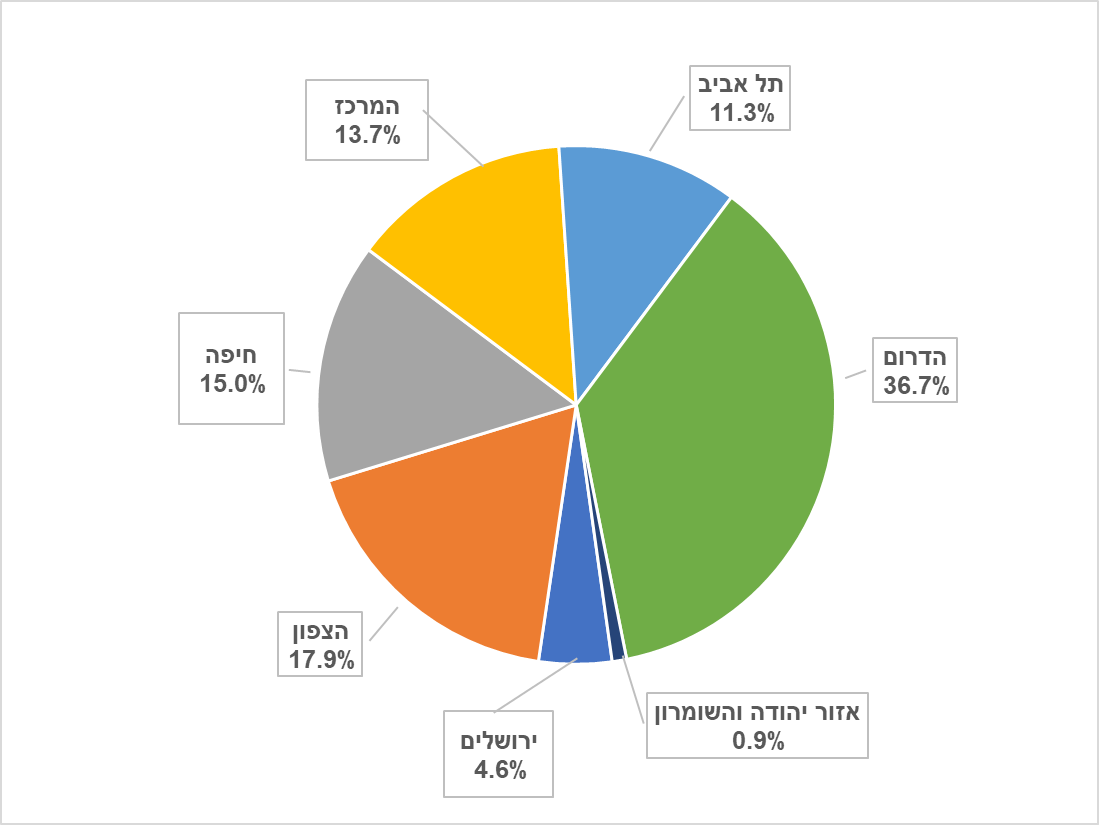 תל אביב
11.3%
המרכז
13.7%
חיפה
15.0%
הדרום
36.7%
הצפון
17.9%
אזור יהודה והשומרון
0.9%
ירושלים
4.6%